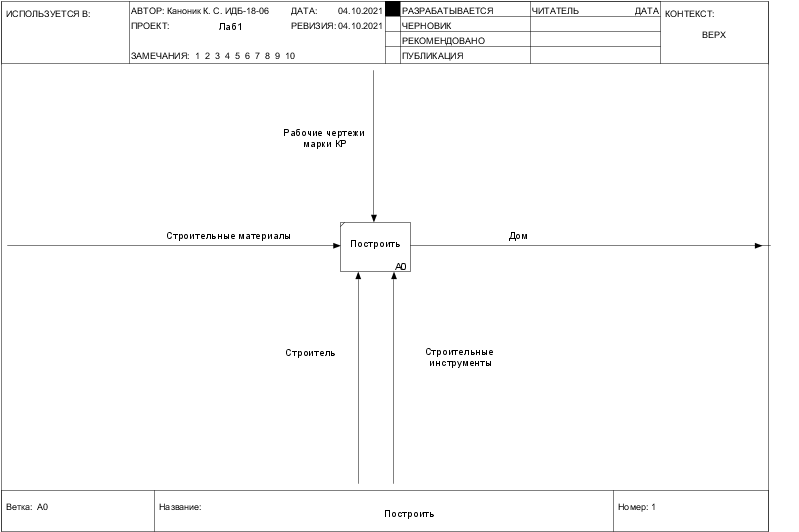 ИСПОЛЬЗУЕТСЯ В:
АВТОР: Каноник К. С. ИДБ-18-06 ДАТА: 04.10.2021
ПРОЕКТ: Лаб1 РЕВИЗИЯ: 04.10.2021
ЗАМЕЧАНИЯ: 1 2 3 4 5 6 7 8 9 10
РАЗРАБАТЫВАЕТСЯ
ЧЕРНОВИК
РЕКОМЕНДОВАНО
ПУБЛИКАЦИЯ
ЧИТАТЕЛЬ ДАТА
КОНТЕКСТ:
ВЕРХ
Рабочие чертежи
марки КР
Строительные материалы
Построить
A0
Дом
Строитель
Строительные
инструменты
Ветка: A0
Название:
Построить
Номер: 1